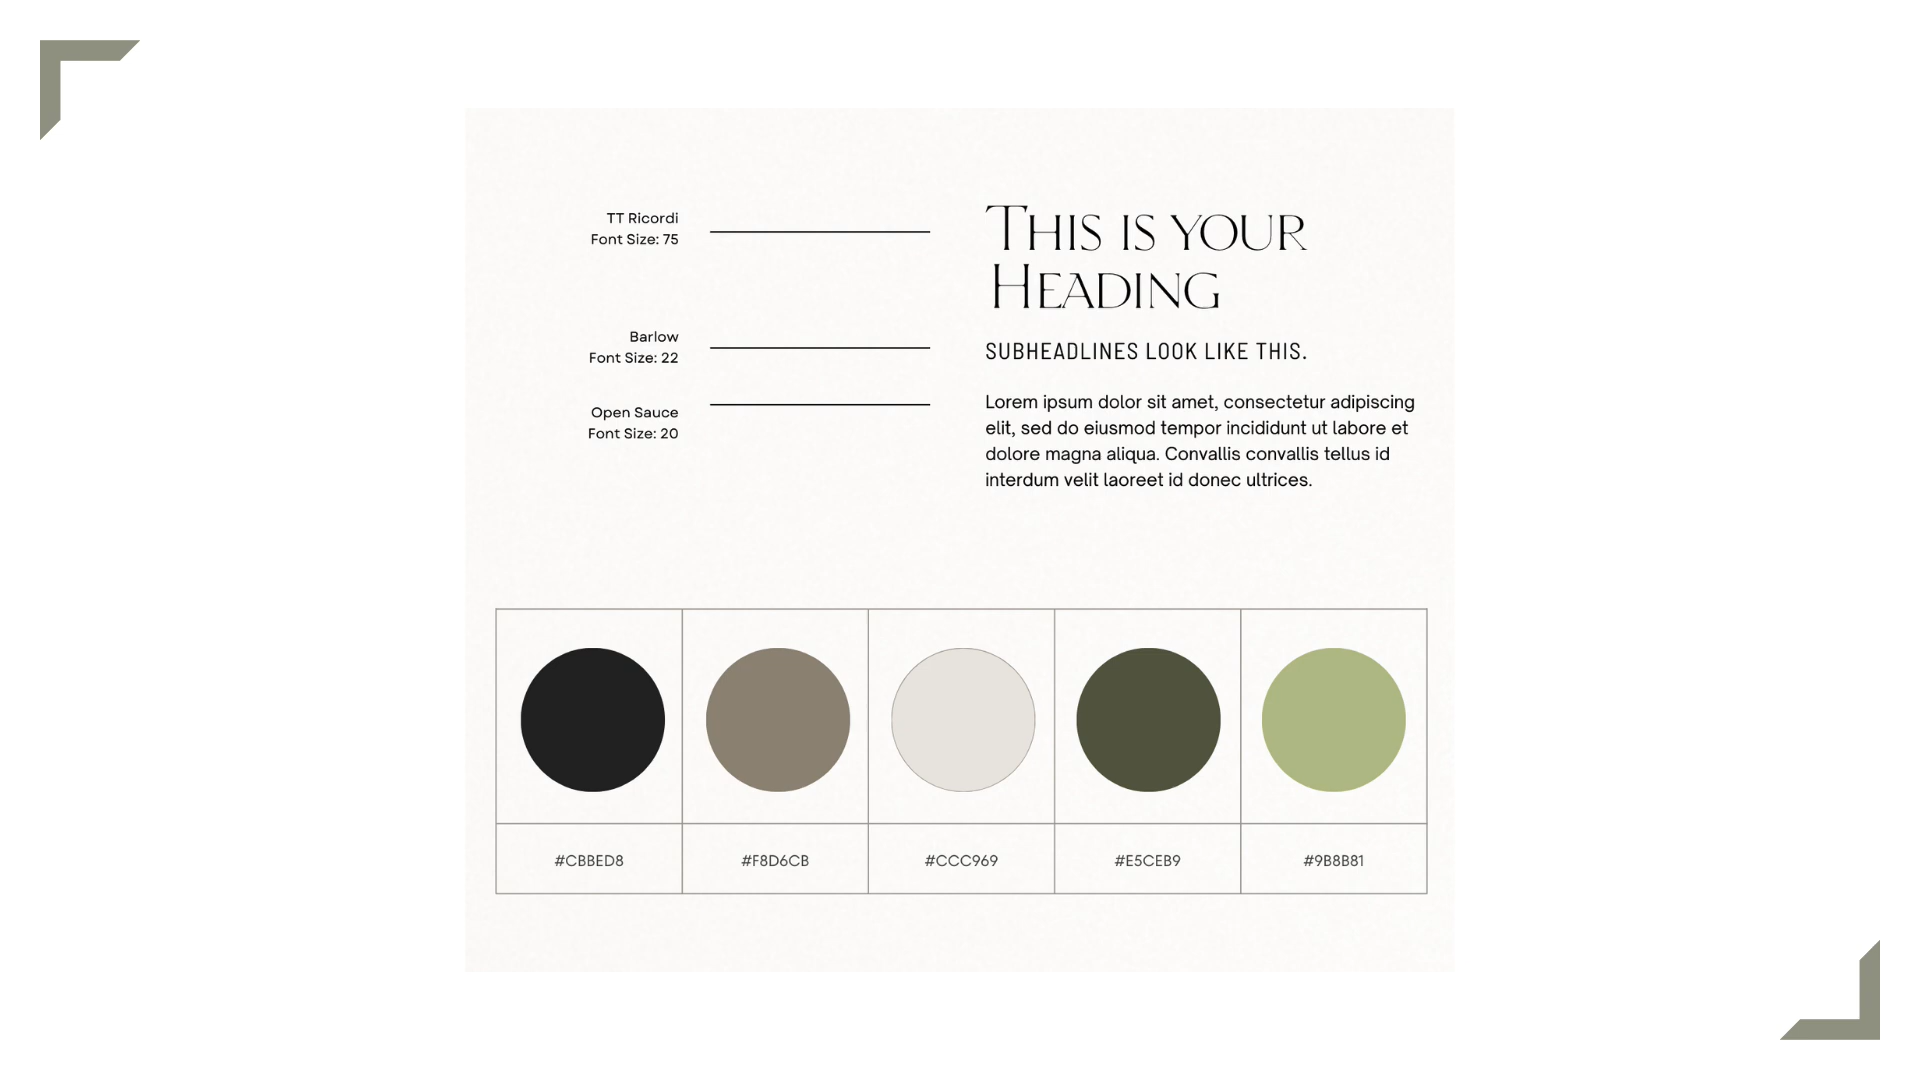 TT Ricordi
Font Size: 75
This is your
Heading
Barlow
Font Size: 22
SUBHEADLINES LOOK LIKE THIS.
Open Sauce
Font Size: 20
Lorem ipsum dolor sit amet, consectetur adipiscing
elit, sed do eiusmod tempor incididunt ut labore et
dolore magna aliqua. Convallis convallis tellus id
interdum velit laoreet id donec ultrices.
#CBBED8
#F8D6CB
#CCC969
#E5CEB9
#9B8B81